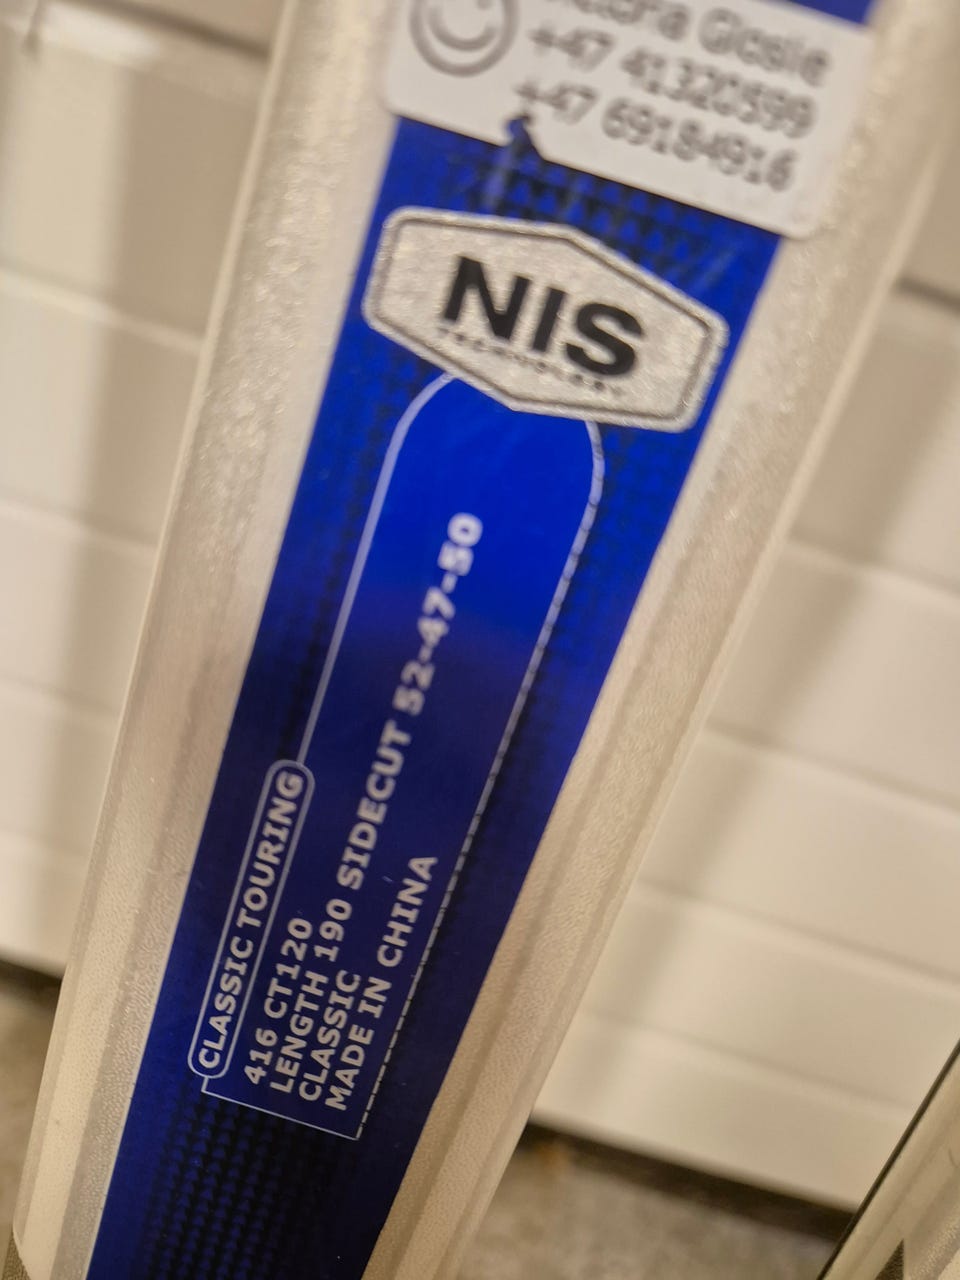 +47 41320599
+47 69184916
NIS
TECHNOLOGY
CLASSIC TOURING
416 CT120
LENGTH 190 SIDECUT 52-47-50
CLASSIC
MADE IN CHINA